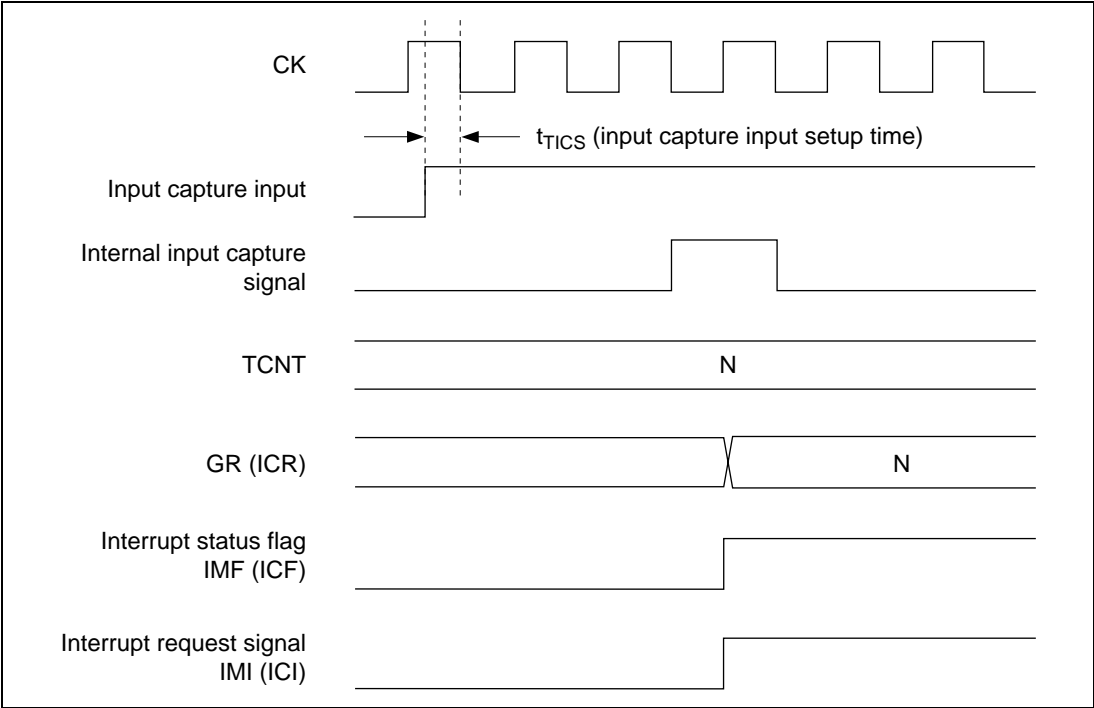 CK
tTICS (input capture input setup time)
Input capture input
Internal input capture
signal
TCNT
N
GR (ICR)
N
Interrupt status flag
IMF (ICF)
Interrupt request signal
IMI (ICI)